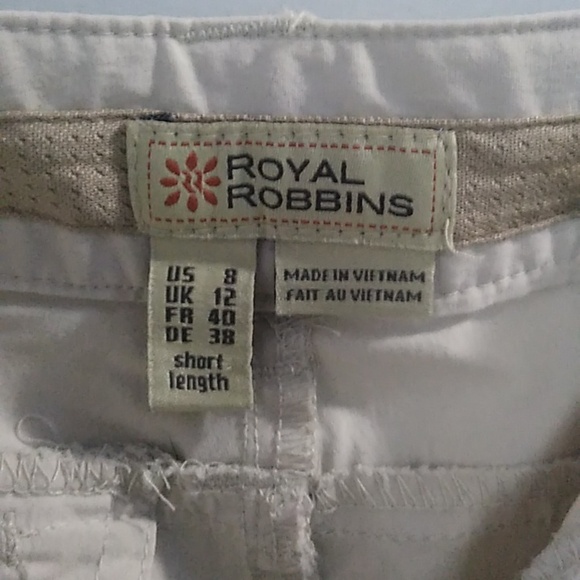 ROYAL
ROBBINS
US 8
UK 12
FR 40
DE 38
short
length
MADE IN VIETNAM
FAIT AU VIETNAM